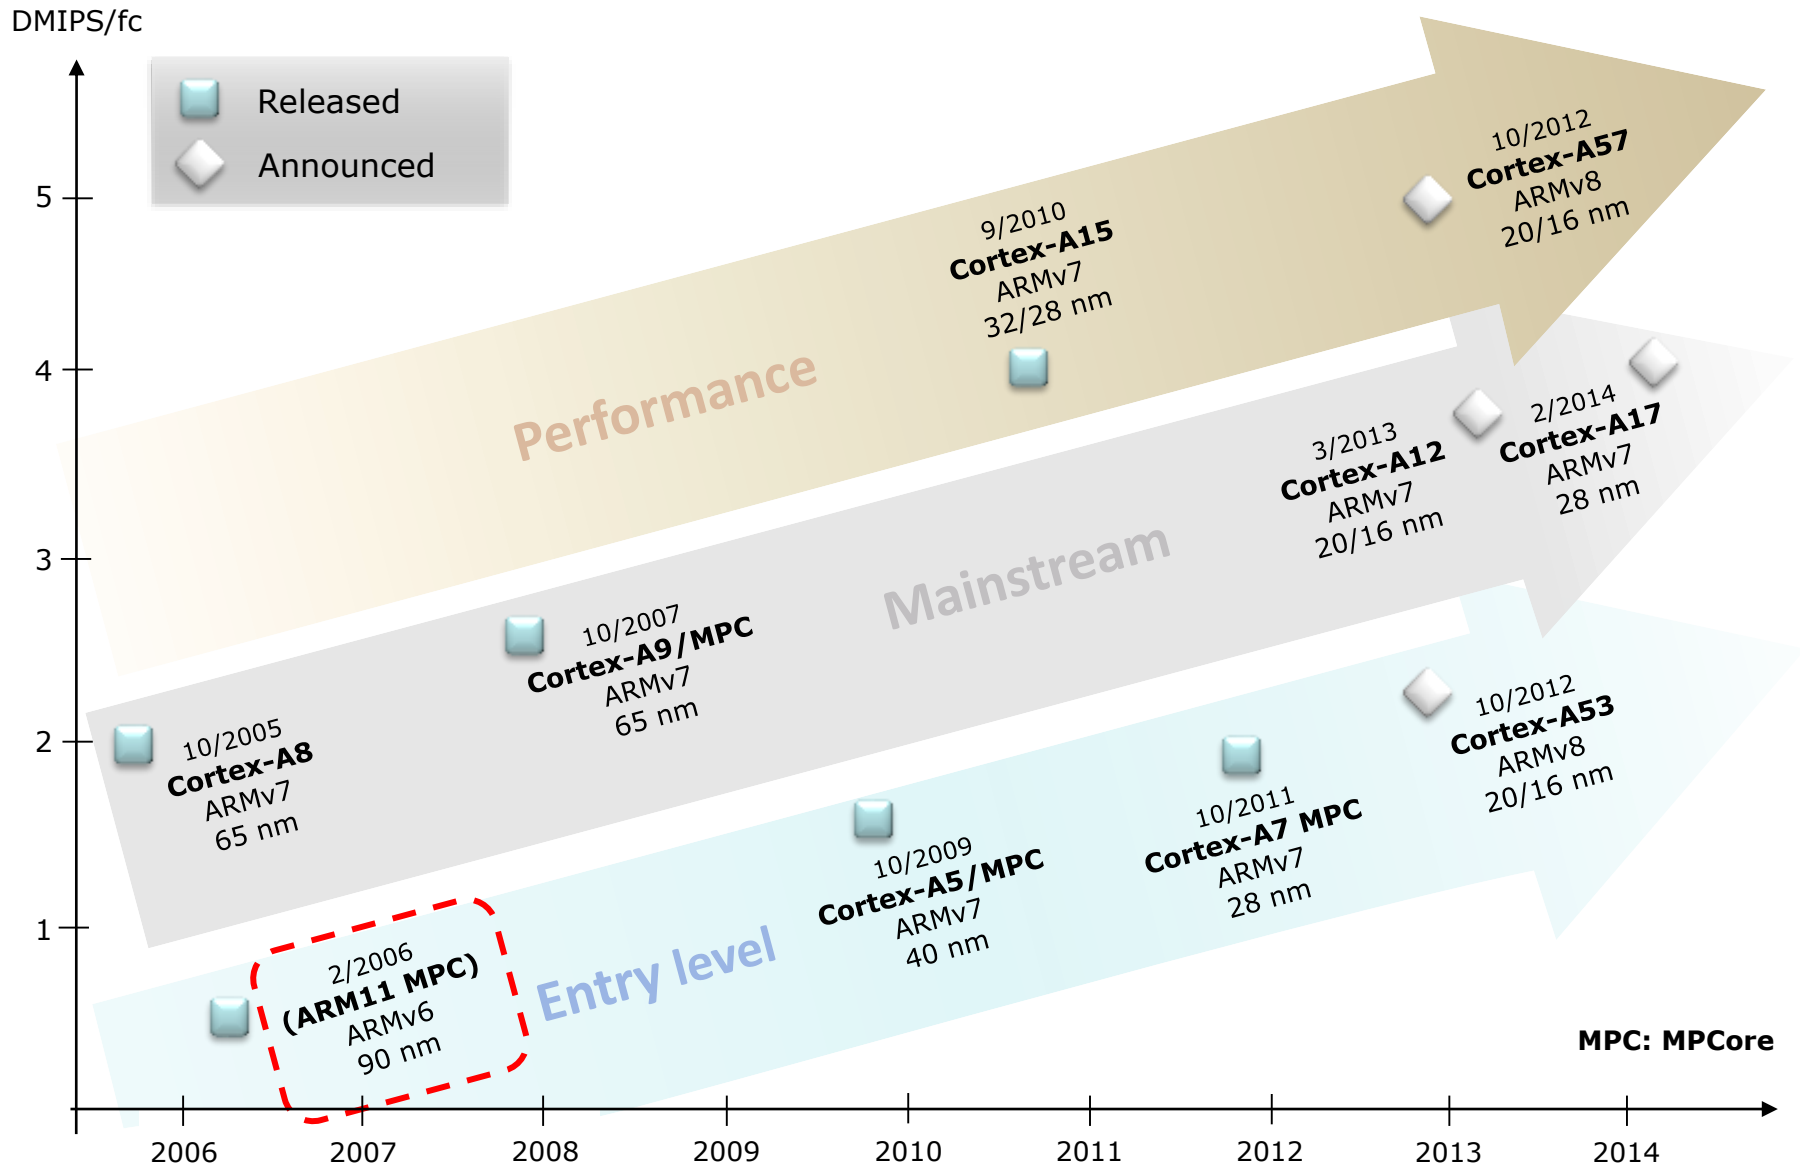 DMIPS/fc
Released
Announced
5
4
3
2
1
10/2012
Cortex-A57
ARMv8
20/16 nm
9/2010
Cortex-A15
ARMv7
32/28 nm
Performance
2/2014
Cortex-A17
ARMv7
28 nm
3/2013
Cortex-A12
ARMv7
20/16 nm
Mainstream
10/2007
Cortex-A9/MPC
ARMv7
65 nm
10/2005
Cortex-A8
ARMv7
65 nm
10/2012
Cortex-A53
ARMv8
20/16 nm
10/2011
Cortex-A7 MPC
ARMv7
28 nm
10/2009
Cortex-A5/MPC
ARMv7
40 nm
Entry level
2/2006
(ARM11 MPC)
ARMv6
90 nm
MPC: MPCore
2006 2007 2008 2009 2010 2011 2012 2013 2014